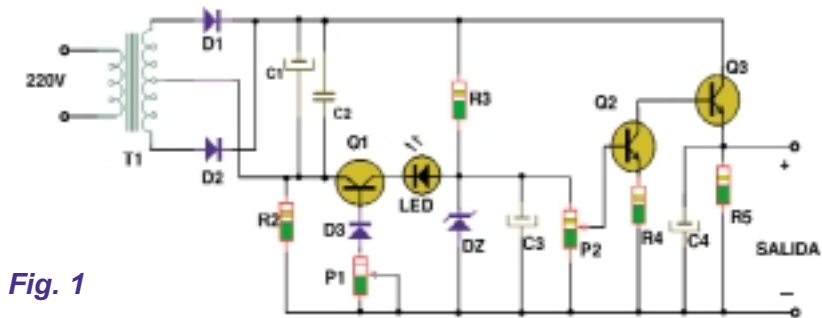 D1
Q3
C1
220V
R3
Q2
C2
Q1
T1
D2
+
LED
R2
D3
R5
DZ
C3
P2
R4
C4
P1
SALIDA
Fig. 1
−